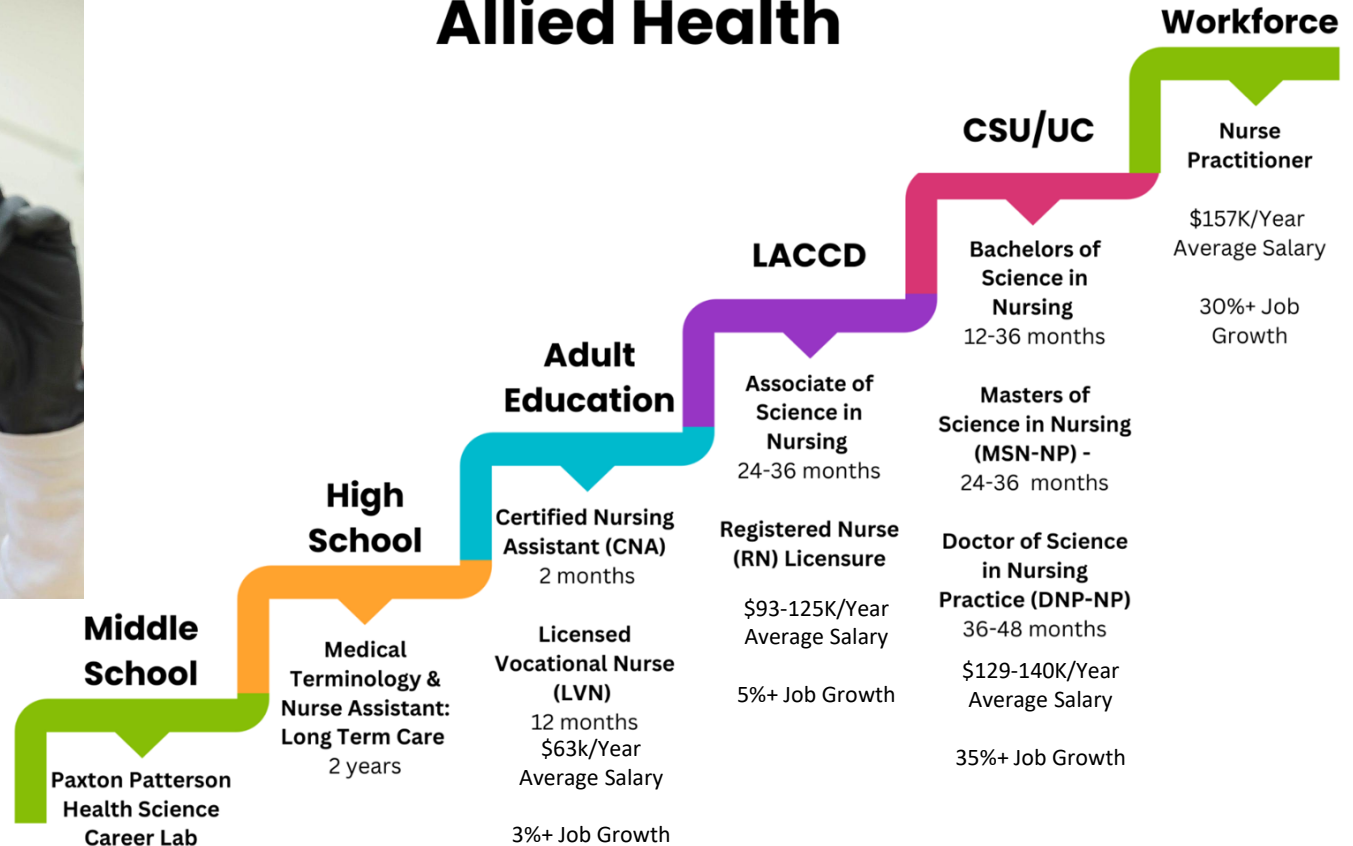 Allied Health
Middle
School
Paxton Patterson
Health Science
Career Lab
High
School
Medical
Terminology &
Nurse Assistant:
Long Term Care
2 years
Adult
Education
Certified Nursing
Assistant (CNA)
2 months
Licensed
Vocational Nurse
(LVN)
12 months
$63k/Year
Average Salary
3%+ Job Growth
LACCD
Associate of
Science in
Nursing
24-36 months
Registered Nurse
(RN) Licensure
$93-125K/Year
Average Salary
5%+ Job Growth
CSU/UC
Bachelors of
Science in
Nursing
12-36 months
Masters of
Science in Nursing
(MSN-NP) -
24-36 months
Doctor of Science
in Nursing
Practice (DNP-NP)
36-48 months
$129-140K/Year
Average Salary
35%+ Job Growth
Workforce
Nurse
Practitioner
$157K/Year
Average Salary
30%+ Job
Growth